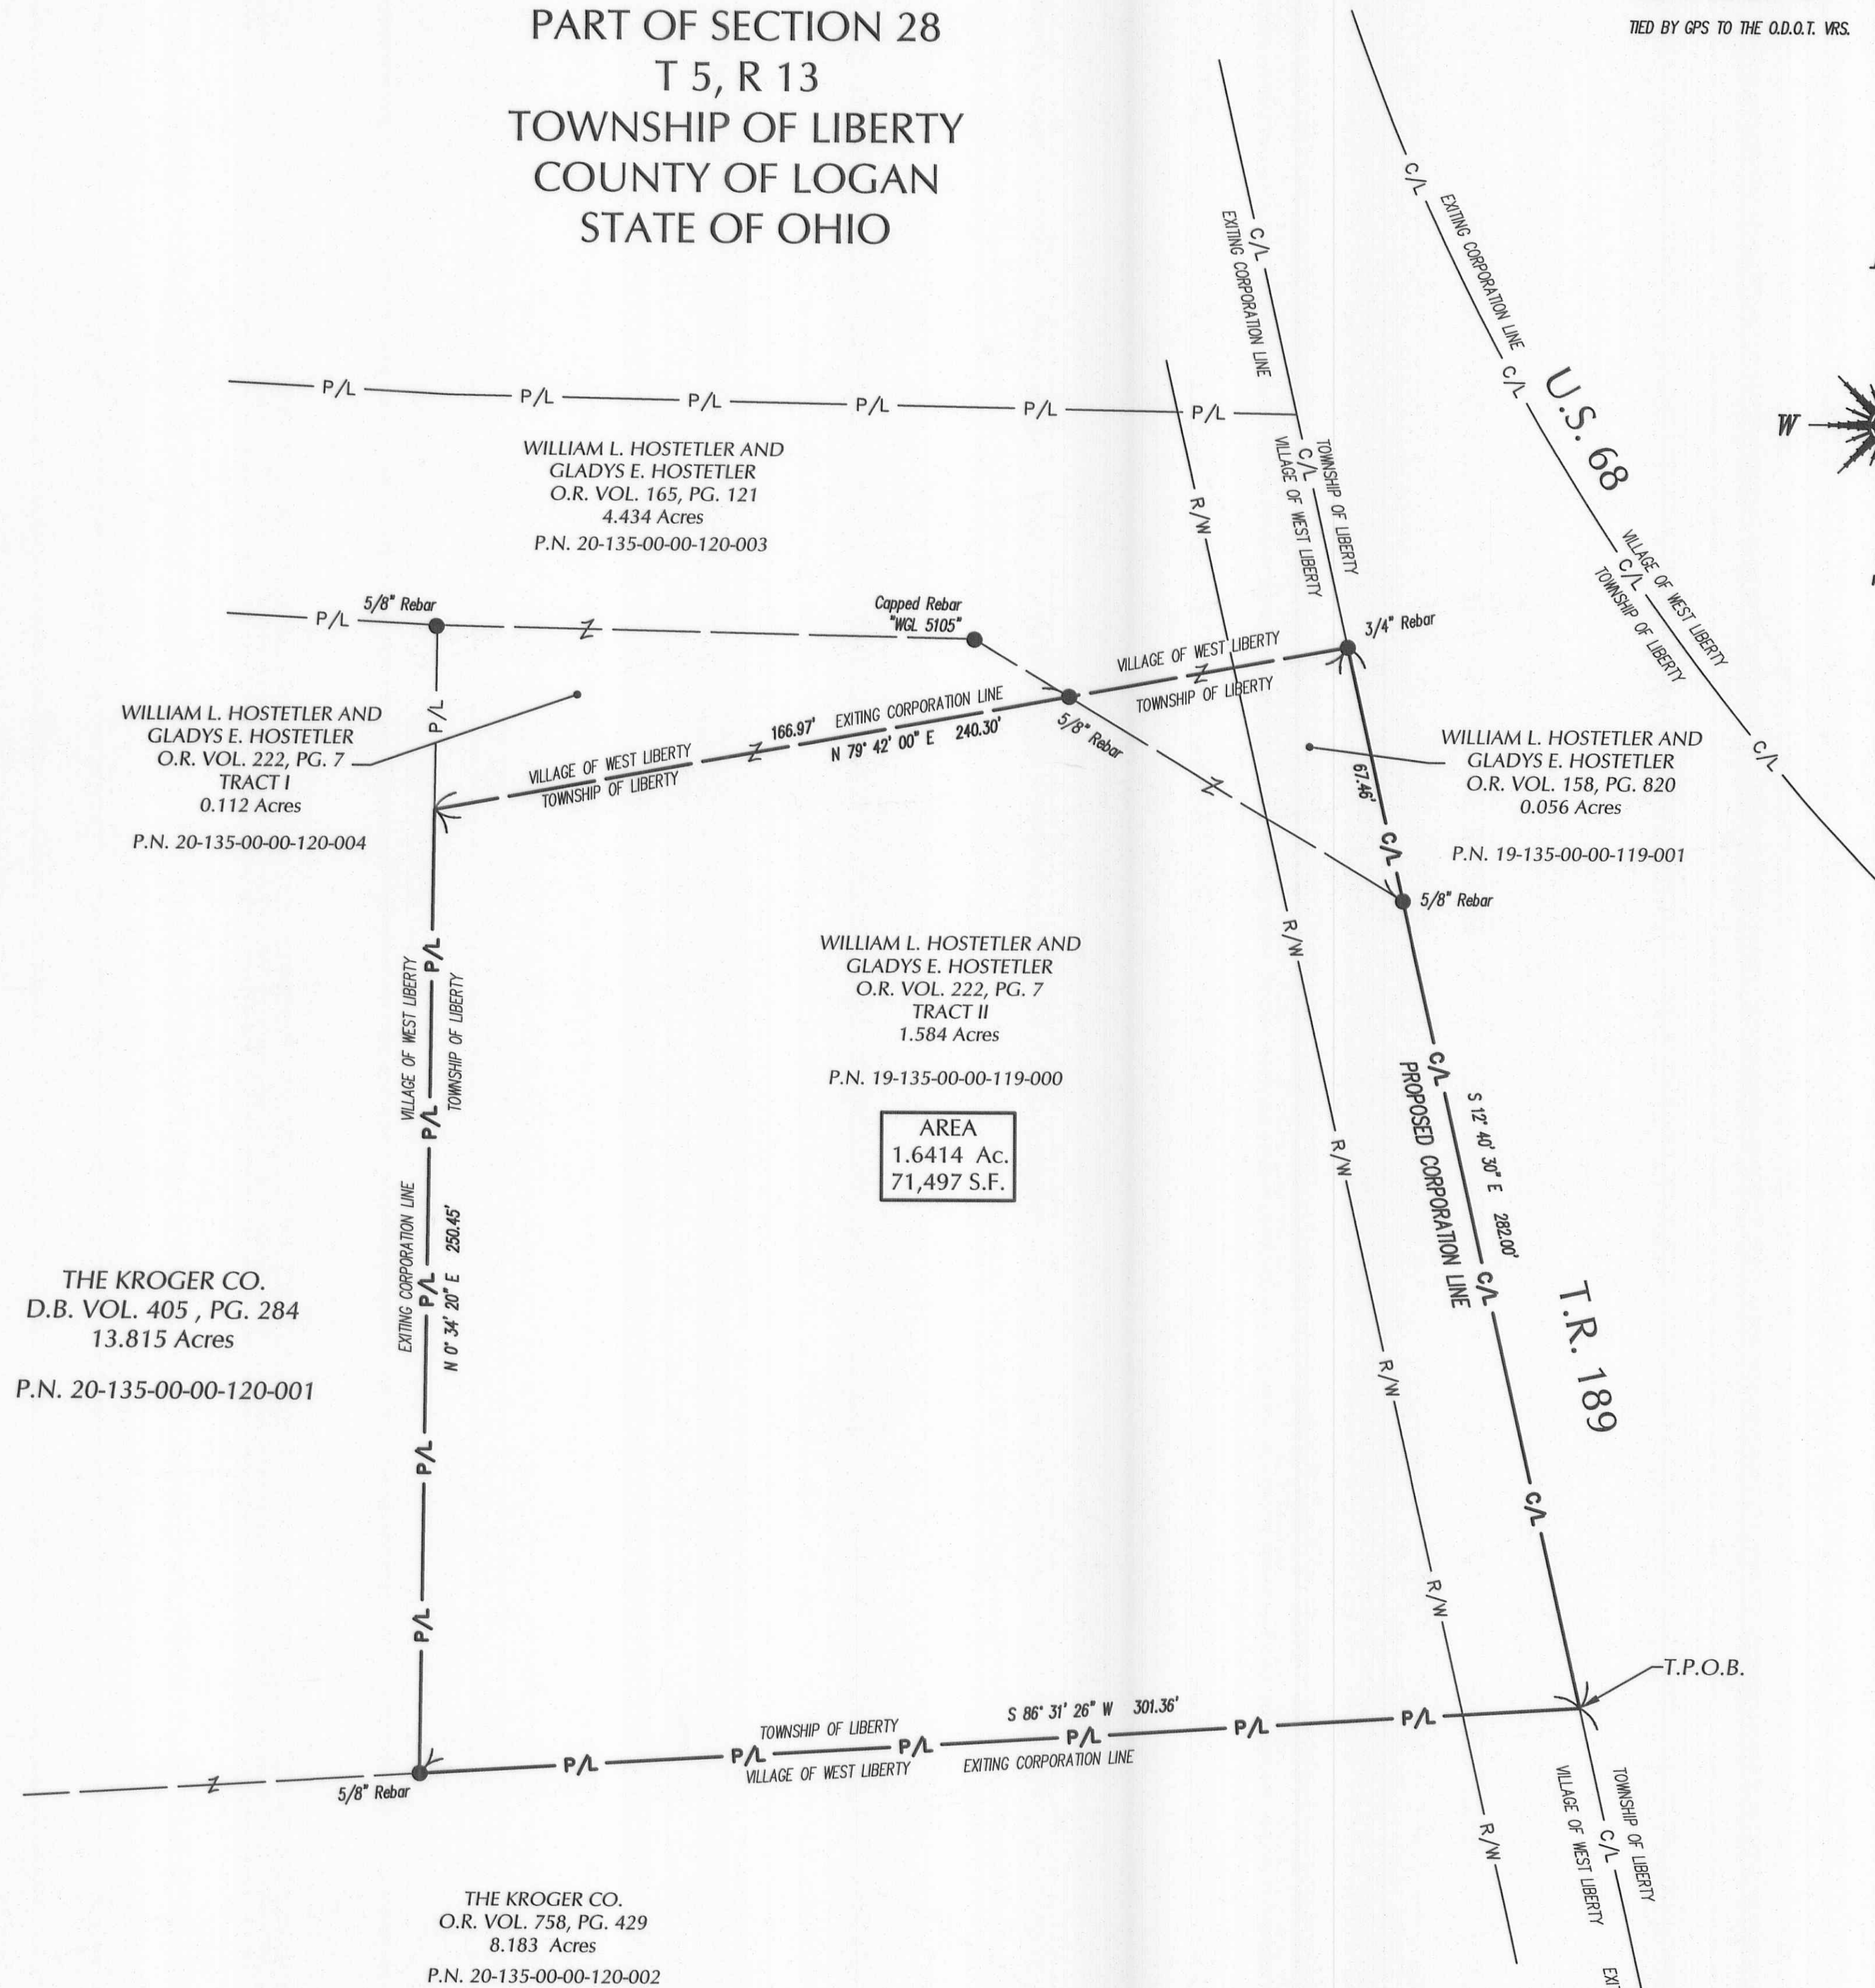 PART OF SECTION 28
T 5, R 13
TOWNSHIP OF LIBERTY
COUNTY OF LOGAN
STATE OF OHIO
TIED BY GPS TO THE O.D.O.T. VRS.
C/L
EXITING CORPORATION LINE
C/L
U.S. 68
VILLAGE OF WEST LIBERTY
C/L
TOWNSHIP OF LIBERTY
C/L
W
C/L
EXITING CORPORATION LINE
P/L
P/L
P/L
P/L
P/L
P/L
TOWNSHIP OF LIBERTY
C/L
VILLAGE OF WEST LIBERTY
R/W
WILLIAM L. HOSTETLER AND
GLADYS E. HOSTETLER
O.R. VOL. 165, PG. 121
4.434 Acres
P.N. 20-135-00-00-120-003
P/L
5/8" Rebar
Z
Capped Rebar
"WGL 5105"
3/4" Rebar
VILLAGE OF WEST LIBERTY
Z
TOWNSHIP OF LIBERTY
WILLIAM L. HOSTETLER AND
GLADYS E. HOSTETLER
O.R. VOL. 222, PG. 7
TRACT I
0.112 Acres
P.N. 20-135-00-00-120-004
P/L
166.97' EXITING CORPORATION LINE
N 79° 42' 00" E 240.30'
VILLAGE OF WEST LIBERTY
Z
TOWNSHIP OF LIBERTY
5/8" Rebar
Z
67.46'
C/L
WILLIAM L. HOSTETLER AND
GLADYS E. HOSTETLER
O.R. VOL. 158, PG. 820
0.056 Acres
P.N. 19-135-00-00-119-001
5/8" Rebar
WILLIAM L. HOSTETLER AND
GLADYS E. HOSTETLER
O.R. VOL. 222, PG. 7
TRACT II
1.584 Acres
P.N. 19-135-00-00-119-000
AREA
1.6414 Ac.
71,497 S.F.
P/L
VILLAGE OF WEST LIBERTY
TOWNSHIP OF LIBERTY
P/L
EXITING CORPORATION LINE
P/L
N 0° 34' 20" E 250.45'
P/L
P/L
R/W
R/W
R/W
R/W
R/W
C/L
PROPOSED CORPORATION LINE
S 12° 40' 30" E 282.00'
C/L
C/L
T.R. 189
THE KROGER CO.
D.B. VOL. 405 , PG. 284
13.815 Acres
P.N. 20-135-00-00-120-001
T.P.O.B.
S 86° 31' 26" W 301.36'
TOWNSHIP OF LIBERTY
P/L
P/L
P/L
P/L
P/L
P/L
VILLAGE OF WEST LIBERTY
EXITING CORPORATION LINE
Z
5/8" Rebar
TOWNSHIP OF LIBERTY
C/L
VILLAGE OF WEST LIBERTY
THE KROGER CO.
O.R. VOL. 758, PG. 429
8.183 Acres
P.N. 20-135-00-00-120-002